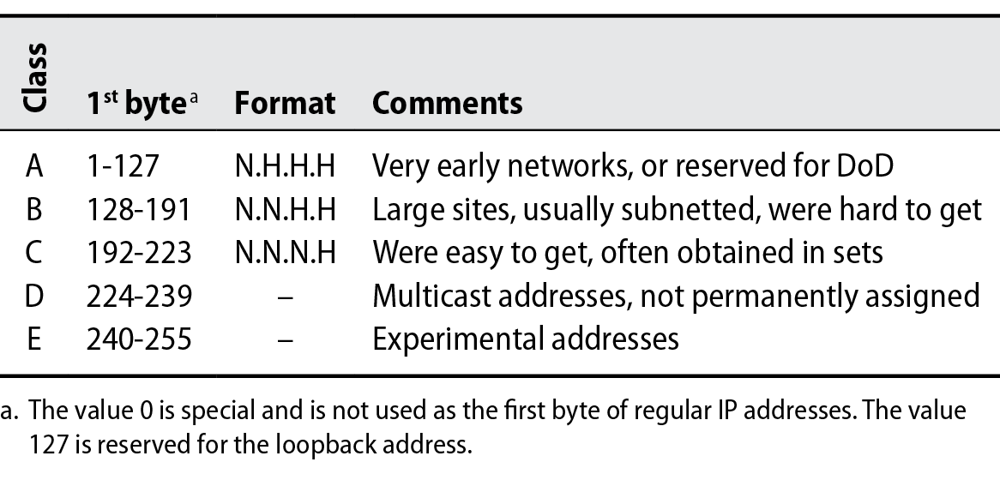 Class 1st bytea Format Comments
A 1-127 N.H.H.H Very early networks, or reserved for DoD
B 128-191 N.N.H.H Large sites, usually subnetted, were hard to get
C 192-223 N.N.N.H Were easy to get, often obtained in sets
D 224-239 – Multicast addresses, not permanently assigned
E 240-255 – Experimental addresses
a. The value 0 is special and is not used as the first byte of regular IP addresses. The value
127 is reserved for the loopback address.